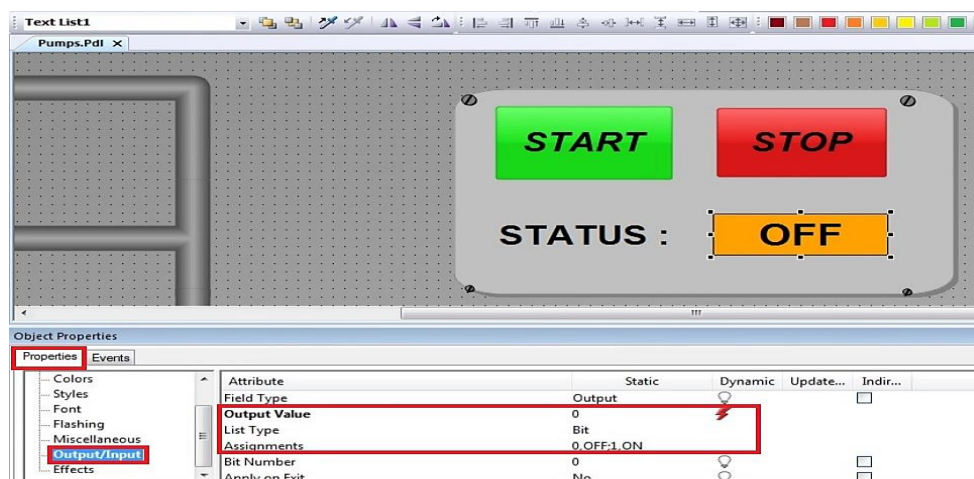 Text List1
Pumps.Pdl X
START STOP
STATUS : OFF
Object Properties
Properties Events
Colors
Styles
Font
Flashing
Miscellaneous
Output/Input
Effects
Attribute Static Dynamic Update... Indir...
Field Type Output
Output Value 0
List Type Bit
Assignments 0,OFF;1,ON
Bit Number 0
Apply on Exit No